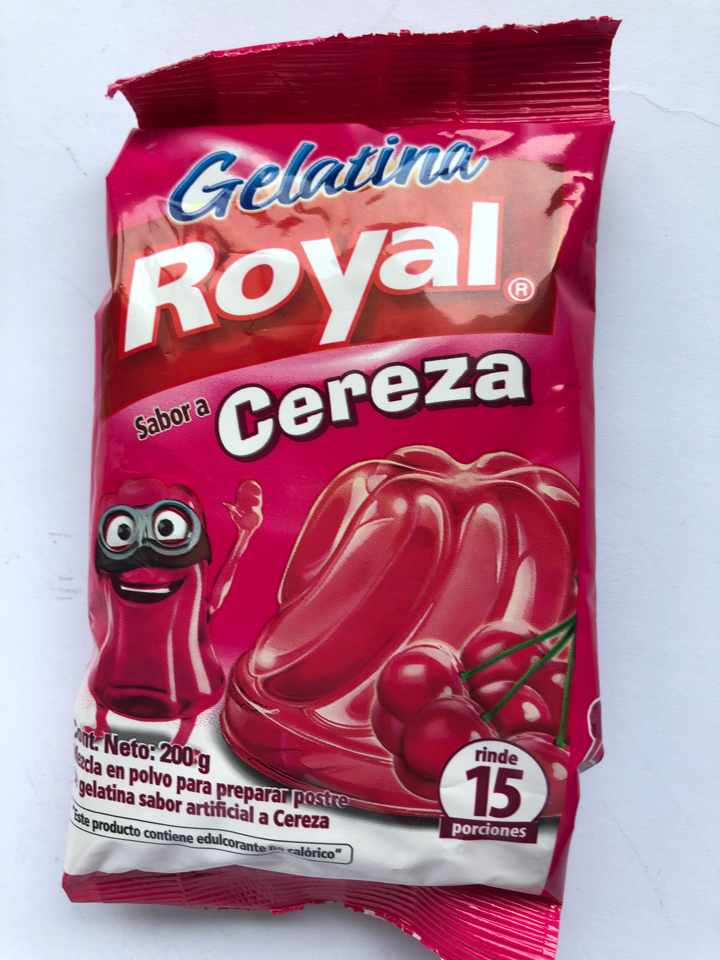 Gelatina
Royal®
Sabor a Cereza
Cont. Neto: 200 g
Mezcla en polvo para preparar postre
gelatina sabor artificial a Cereza
"Este producto contiene edulcorante no calórico"
rinde
15
porciones